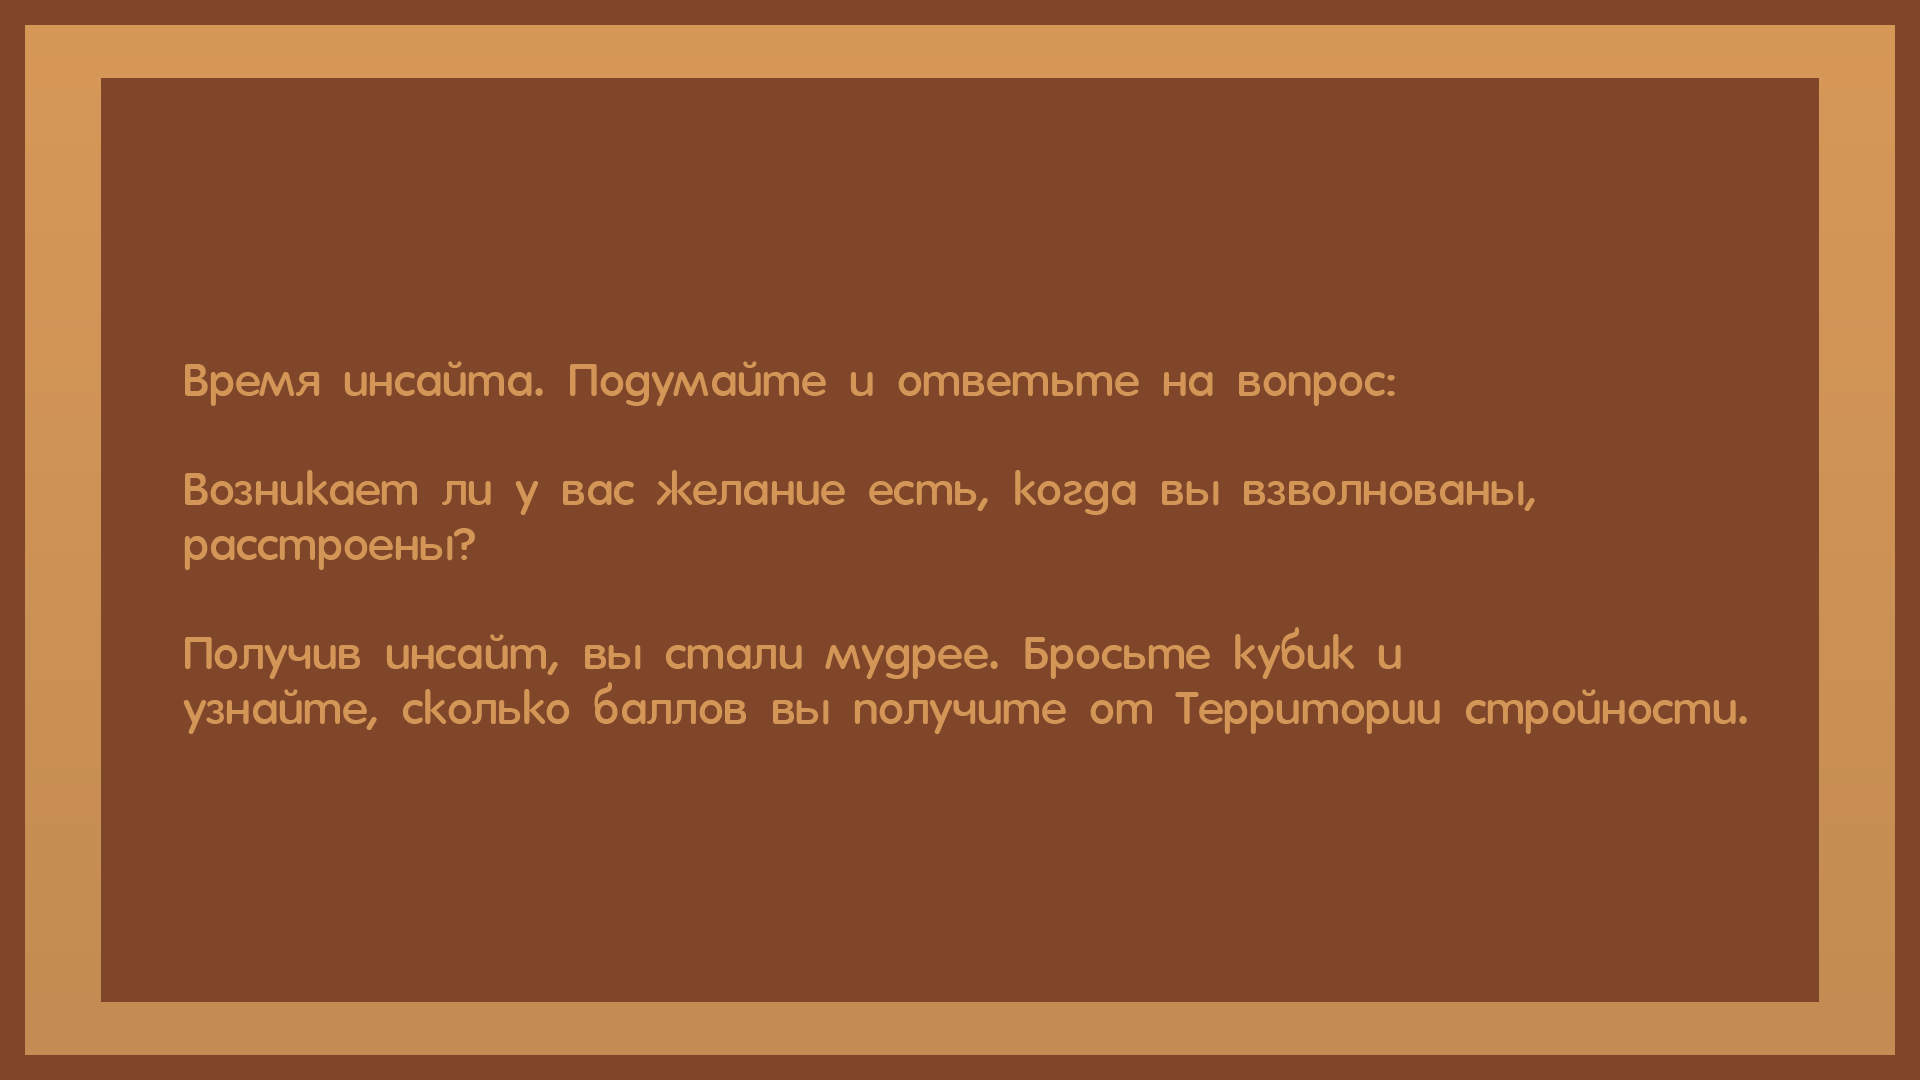 Время инсайта. Подумайте и ответьте на вопрос:
Возникает ли у вас желание есть, когда вы взволнованы,
расстроены?
Получив инсайт, вы стали мудрее. Бросьте кубик и
узнайте, сколько баллов вы получите от Территории стройности.